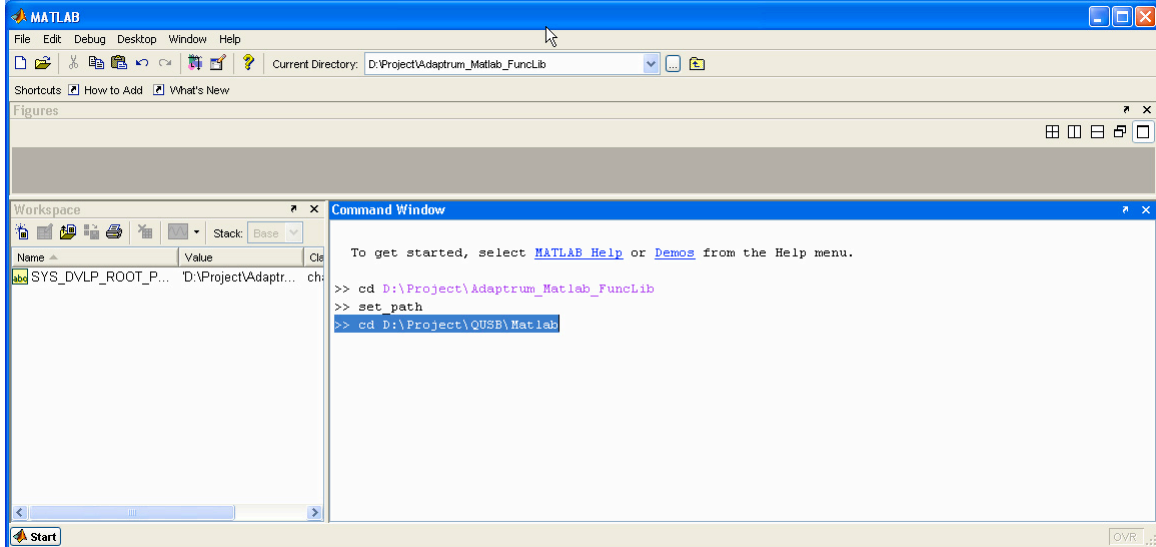 MATLAB
File Edit Debug Desktop Window Help
Current Directory: D:\Project\Adaptrum_Matlab_FuncLib
Shortcuts How to Add What's New
Figures
Workspace
Stack: Base
Name Value Cla
abc SYS_DVLP_ROOT_P... 'D:\Project\Adaptr... cha
Command Window
To get started, select MATLAB Help or Demos from the Help menu.
>> cd D:\Project\Adaptrum_Matlab_FuncLib
>> set_path
>> cd D:\Project\QUSB\Matlab
Start
OVR